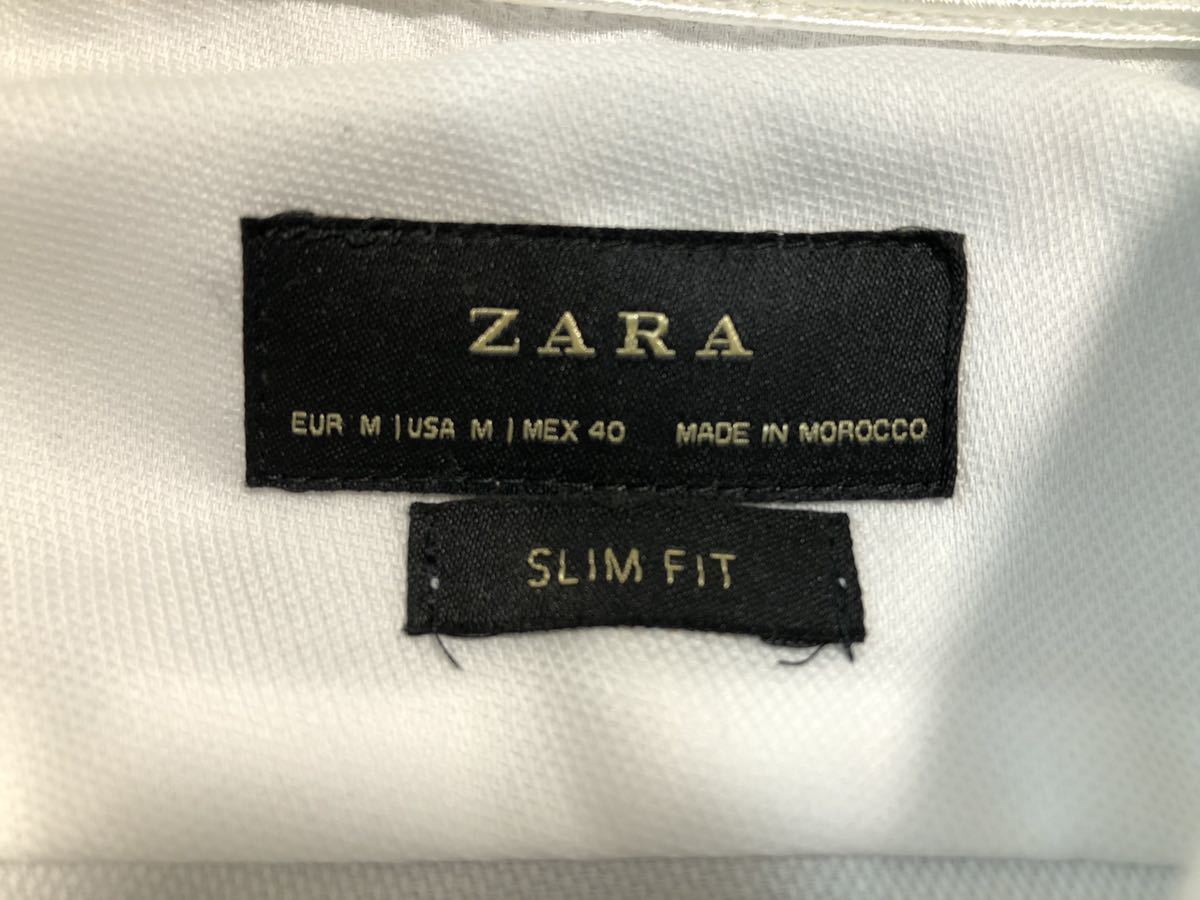 ZARA
EUR M | USA M | MEX 40 MADE IN MOROCCO
SLIM FIT